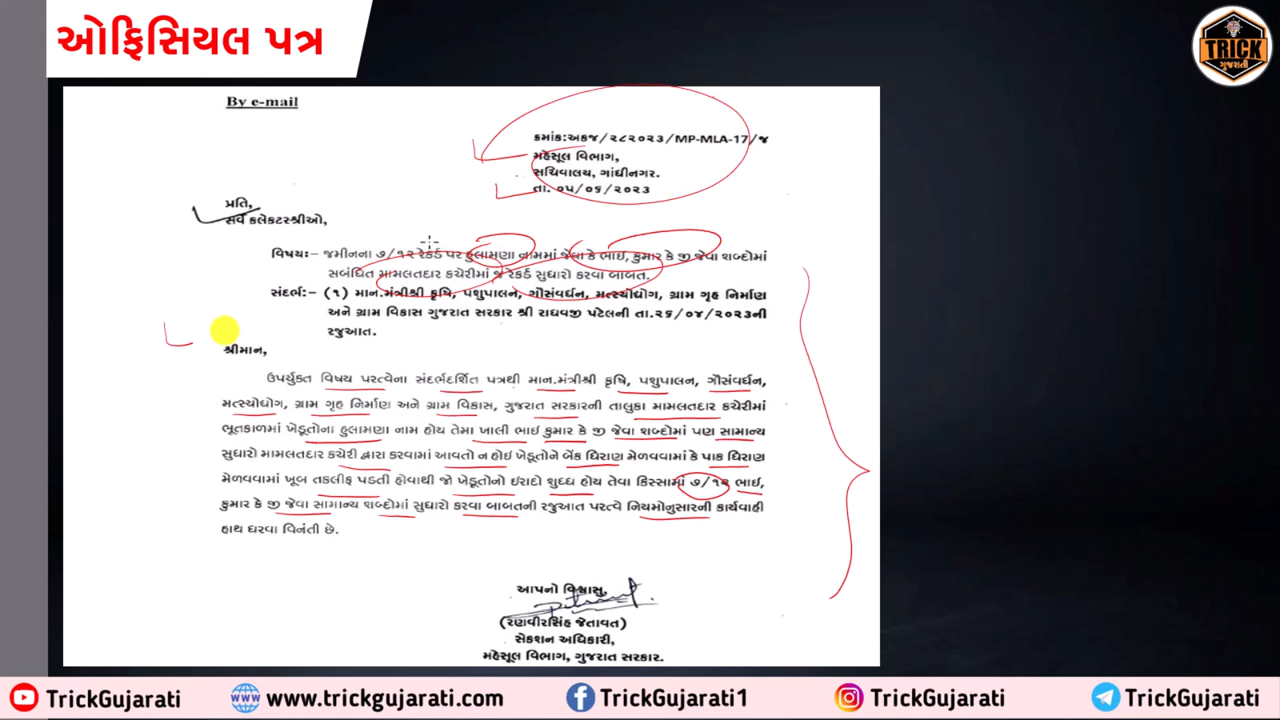 ઓફિસિયલ પત્ર
TRICK
ગુજરાતી
By e-mail
ક્રમાંક:અકજ/૨૮૨૦૨૩/MP-MLA-17/જ
મહેસૂલ વિભાગ,
સચિવાલય, ગાંધીનગર.
તા. ૦૫/૦૬/૨૦૨૩
પ્રતિ,
સર્વે કલેકટરશ્રીઓ,
વિષય:- જમીનના ૭/૧૨ રેકર્ડ પર હુલામણા નામમાં જેવા કે ભાઇ, કુમાર કે જી જેવા શબ્દોમાં
સબંધિત મામલતદાર કચેરીમાં જ રેકર્ડ સુધારો કરવા બાબત.
સંદર્ભ:- (૧) માન.મંત્રીશ્રી કૃષિ, પશુપાલન, ગૌસંવર્ધન, મત્સ્યોધોગ, ગ્રામ ગૃહ નિર્માણ
અને ગ્રામ વિકાસ ગુજરાત સરકાર શ્રી રાઘવજી પટેલની તા.૨૬/૦૪/૨૦૨૩ની
રજુઆત.
શ્રીમાન,
ઉપર્યુક્ત વિષય પરત્વેના સંદર્ભદર્શિત પત્રથી માન.મંત્રીશ્રી કૃષિ, પશુપાલન, ગૌસંવર્ધન,
મત્સ્યોધોગ, ગ્રામ ગૃહ નિર્માણ અને ગ્રામ વિકાસ, ગુજરાત સરકારની તાલુકા મામલતદાર કચેરીમાં
ભૂતકાળમાં ખેડૂતોના હુલામણા નામ હોય તેમા ખાલી ભાઇ કુમાર કે જી જેવા શબ્દોમાં પણ સામાન્ય
સુધારો મામલતદાર કચેરી દ્વારા કરવામાં આવતો ન હોઇ ખેડૂતોને બેંક ધિરાણ મેળવવામાં કે પાક ધિરાણ
મેળવવામાં ખૂબ તકલીફ પડતી હોવાથી જો ખેડૂતોનો ઇરાદો શુધ્ધ હોય તેવા કિસ્સામાં ૭/૧૨ ભાઇ,
કુમાર કે જી જેવા સામાન્ય શબ્દોમાં સુધારો કરવા બાબતની રજુઆત પરત્વે નિયમોનુસારની કાર્યવાહી
હાથ ધરવા વિનંતી છે.
આપનો વિશ્વાસુ,
(રણવીરસિંહ જેતાવત)
સેકશન અધિકારી,
મહેસૂલ વિભાગ, ગુજરાત સરકાર.
TrickGujarati
www.trickgujarati.com
TrickGujarati1
TrickGujarati
TrickGujarati